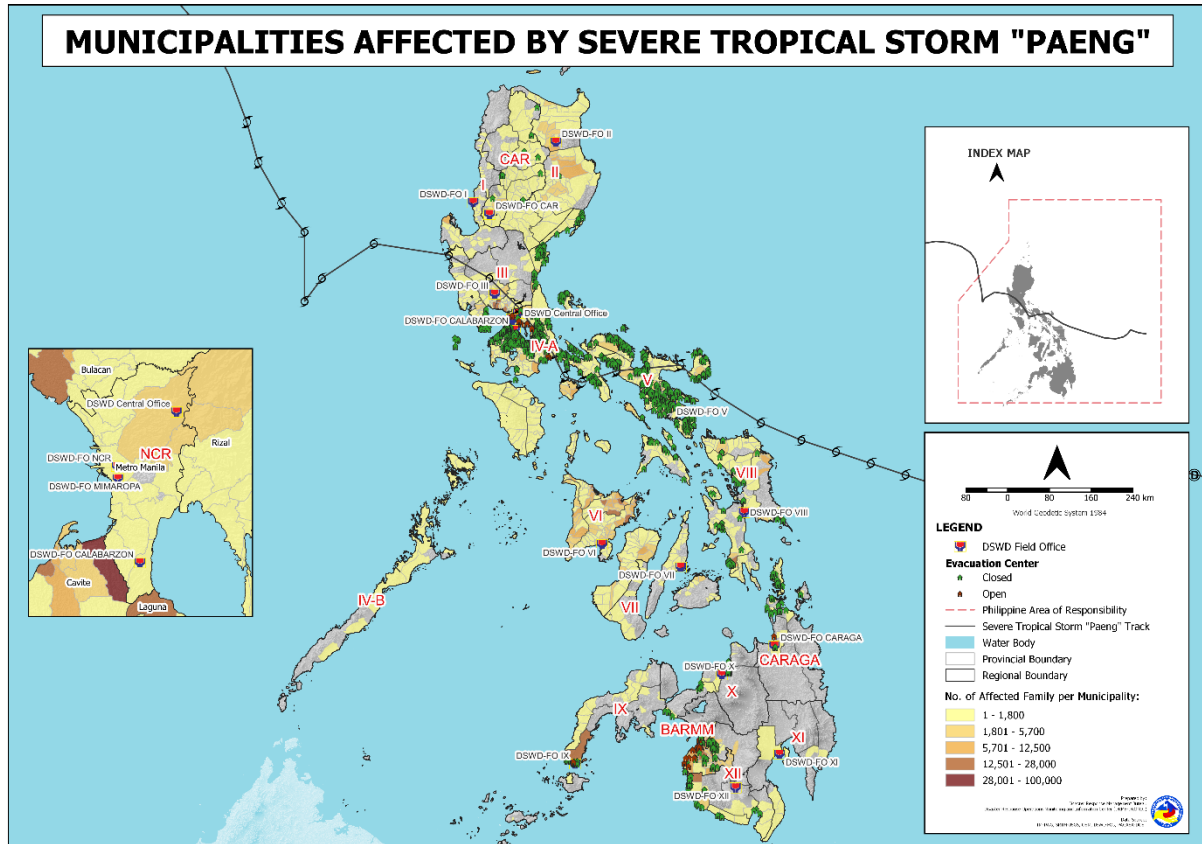 MUNICIPALITIES AFFECTED BY SEVERE TROPICAL STORM "PAENG"
DSWD-FO II
CAR
II
I
DSWD-FO I
DSWD-FO CAR
III
DSWD-FO III
DSWD Central Office
DSWD-FO CALABARZON
IV-A
V
DSWD-FO V
VIII
DSWD-FO VIII
VI
DSWD-FO VI
DSWD-FO VII
VII
IV-B
DSWD-FO CARAGA
CARAGA
DSWD-FO X
X
IX
BARMM
XI
DSWD-FO IX
DSWD-FO XI
XII
DSWD-FO XII
Bulacan
DSWD Central Office
NCR
Rizal
DSWD-FO NCR
Metro Manila
DSWD-FO MIMAROPA
DSWD-FO CALABARZON
Cavite
Laguna
INDEX MAP
80 0 80 160 240 km
World Geodetic System 1984
LEGEND
DSWD Field Office
Evacuation Center
Closed
Open
Philippine Area of Responsibility
Severe Tropical Storm "Paeng" Track
Water Body
Provincial Boundary
Regional Boundary
No. of Affected Family per Municipality:
1 - 1,800
1,801 - 5,700
5,701 - 12,500
12,501 - 28,000
28,001 - 100,000
Prepared by: